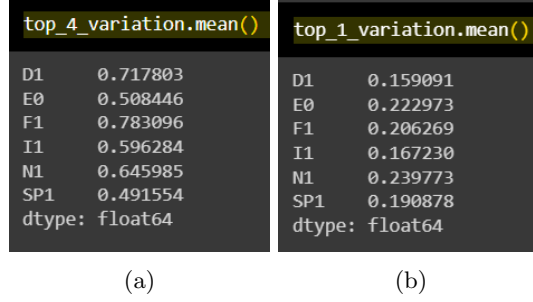 top_4_variation.mean()
D1 0.717803
E0 0.508446
F1 0.783096
I1 0.596284
N1 0.645985
SP1 0.491554
dtype: float64
(a)
top_1_variation.mean()
D1 0.159091
E0 0.222973
F1 0.206269
I1 0.167230
N1 0.239773
SP1 0.190878
dtype: float64
(b)